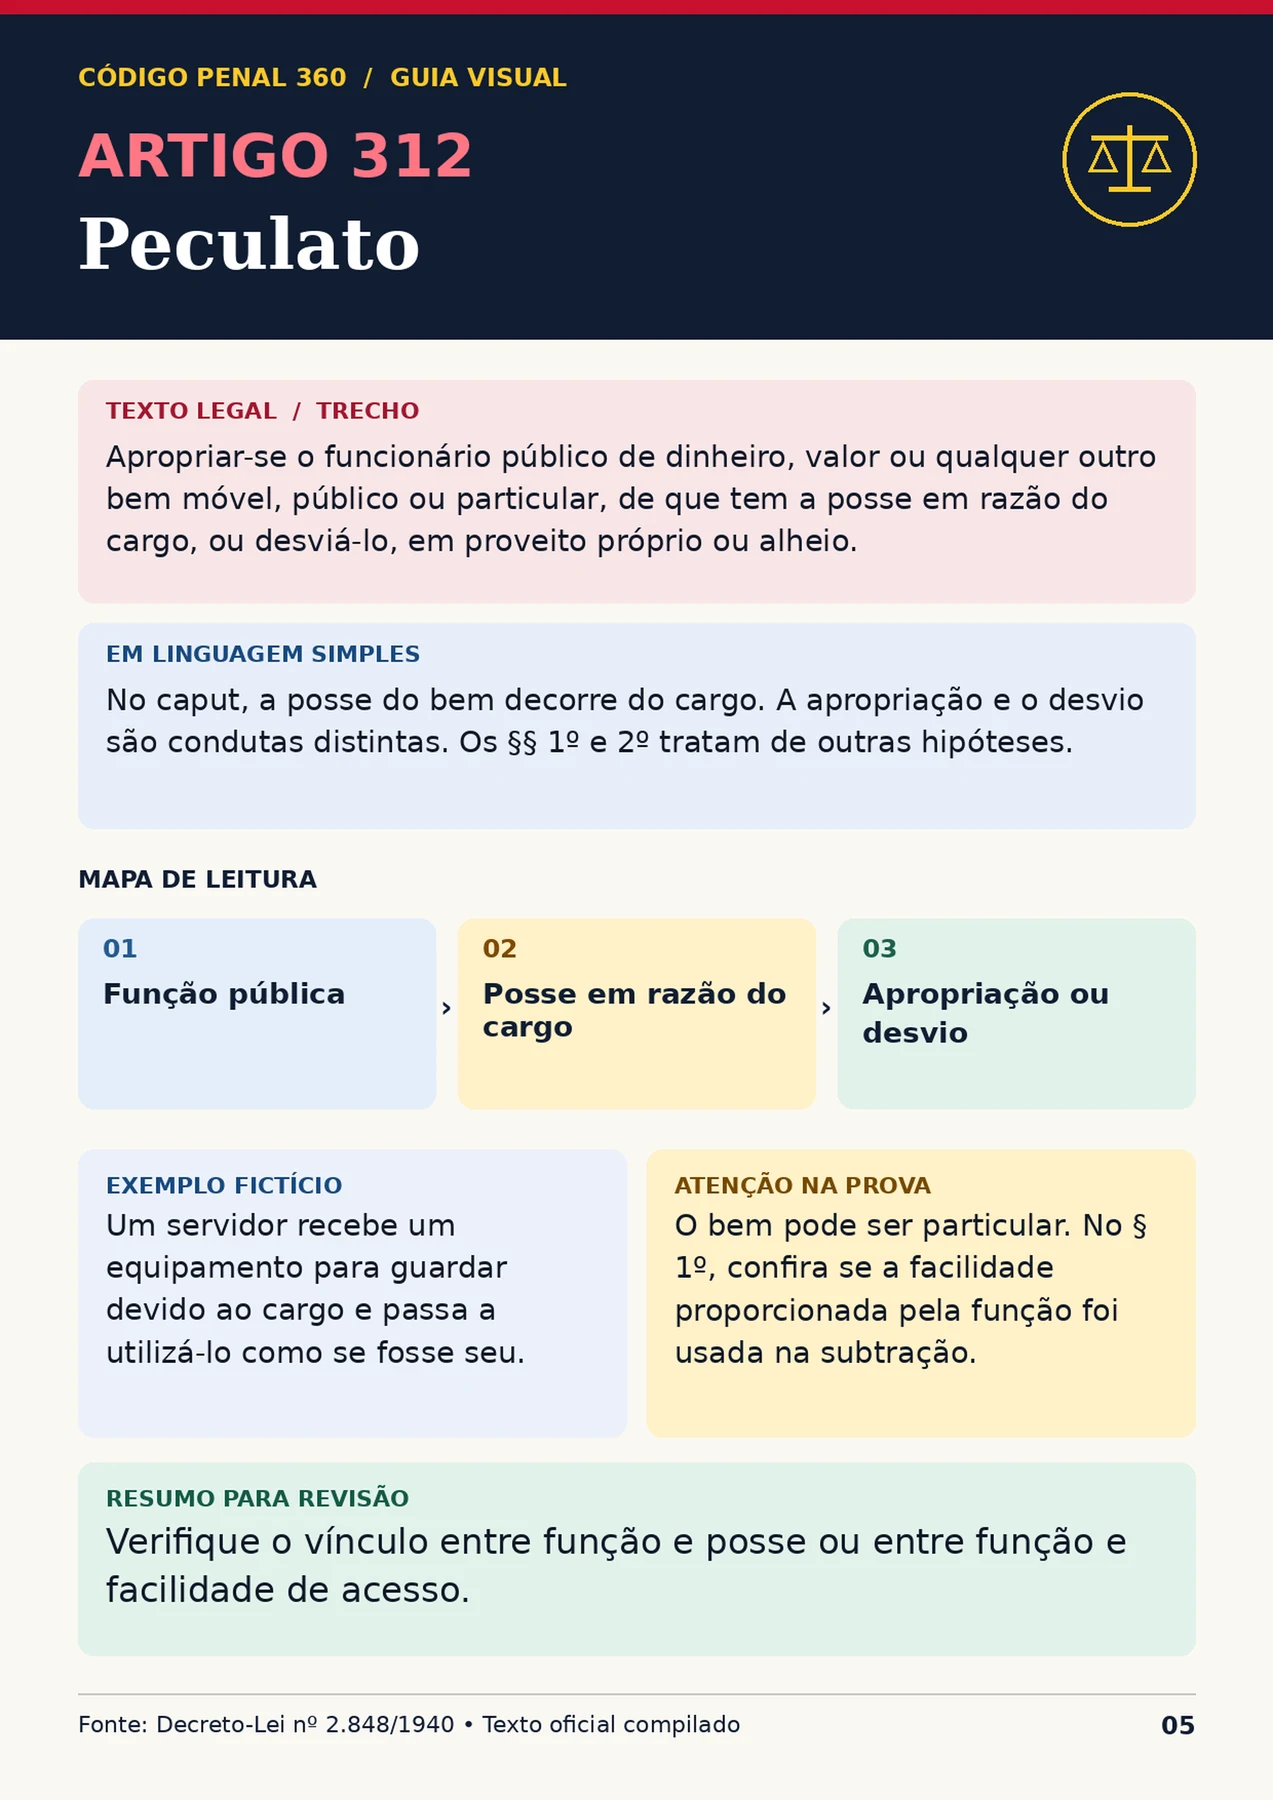 CÓDIGO PENAL 360 / GUIA VISUAL
ARTIGO 312
Peculato
TEXTO LEGAL / TRECHO
Apropriar-se o funcionário público de dinheiro, valor ou qualquer outro
bem móvel, público ou particular, de que tem a posse em razão do
cargo, ou desviá-lo, em proveito próprio ou alheio.
EM LINGUAGEM SIMPLES
No caput, a posse do bem decorre do cargo. A apropriação e o desvio
são condutas distintas. Os §§ 1º e 2º tratam de outras hipóteses.
MAPA DE LEITURA
01
Função pública
›
02
Posse em razão do
cargo
›
03
Apropriação ou
desvio
EXEMPLO FICTÍCIO
Um servidor recebe um
equipamento para guardar
devido ao cargo e passa a
utilizá-lo como se fosse seu.
ATENÇÃO NA PROVA
O bem pode ser particular. No §
1º, confira se a facilidade
proporcionada pela função foi
usada na subtração.
RESUMO PARA REVISÃO
Verifique o vínculo entre função e posse ou entre função e
facilidade de acesso.
Fonte: Decreto-Lei nº 2.848/1940 • Texto oficial compilado
05